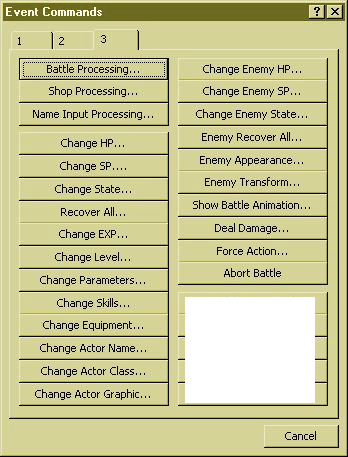 Event Commands
1
2
3
Battle Processing...
Shop Processing...
Name Input Processing...
Change HP...
Change SP....
Change State...
Recover All...
Change EXP...
Change Level...
Change Parameters...
Change Skills...
Change Equipment...
Change Actor Name...
Change Actor Class...
Change Actor Graphic...
Change Enemy HP...
Change Enemy SP...
Change Enemy State...
Enemy Recover All...
Enemy Appearance...
Enemy Transform...
Show Battle Animation...
Deal Damage...
Force Action...
Abort Battle
Cancel